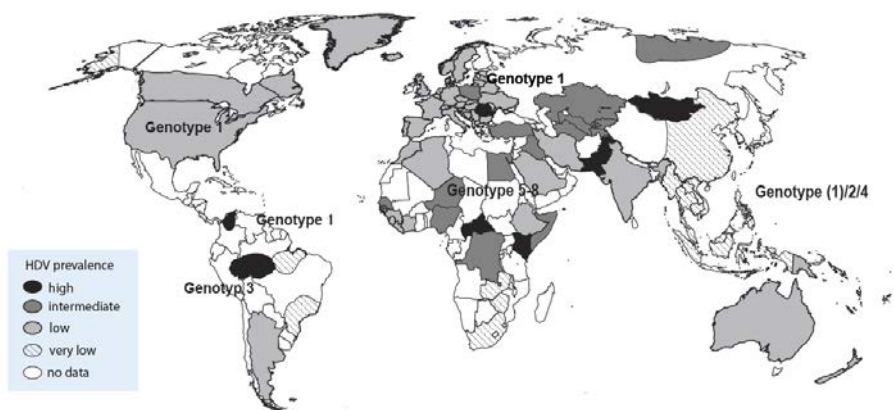 Genotype 1
Genotype 1
Genotype 5-8
Genotype (1)/2/4
Genotype 1
Genotyp 3
HDV prevalence
high
intermediate
low
very low
no data